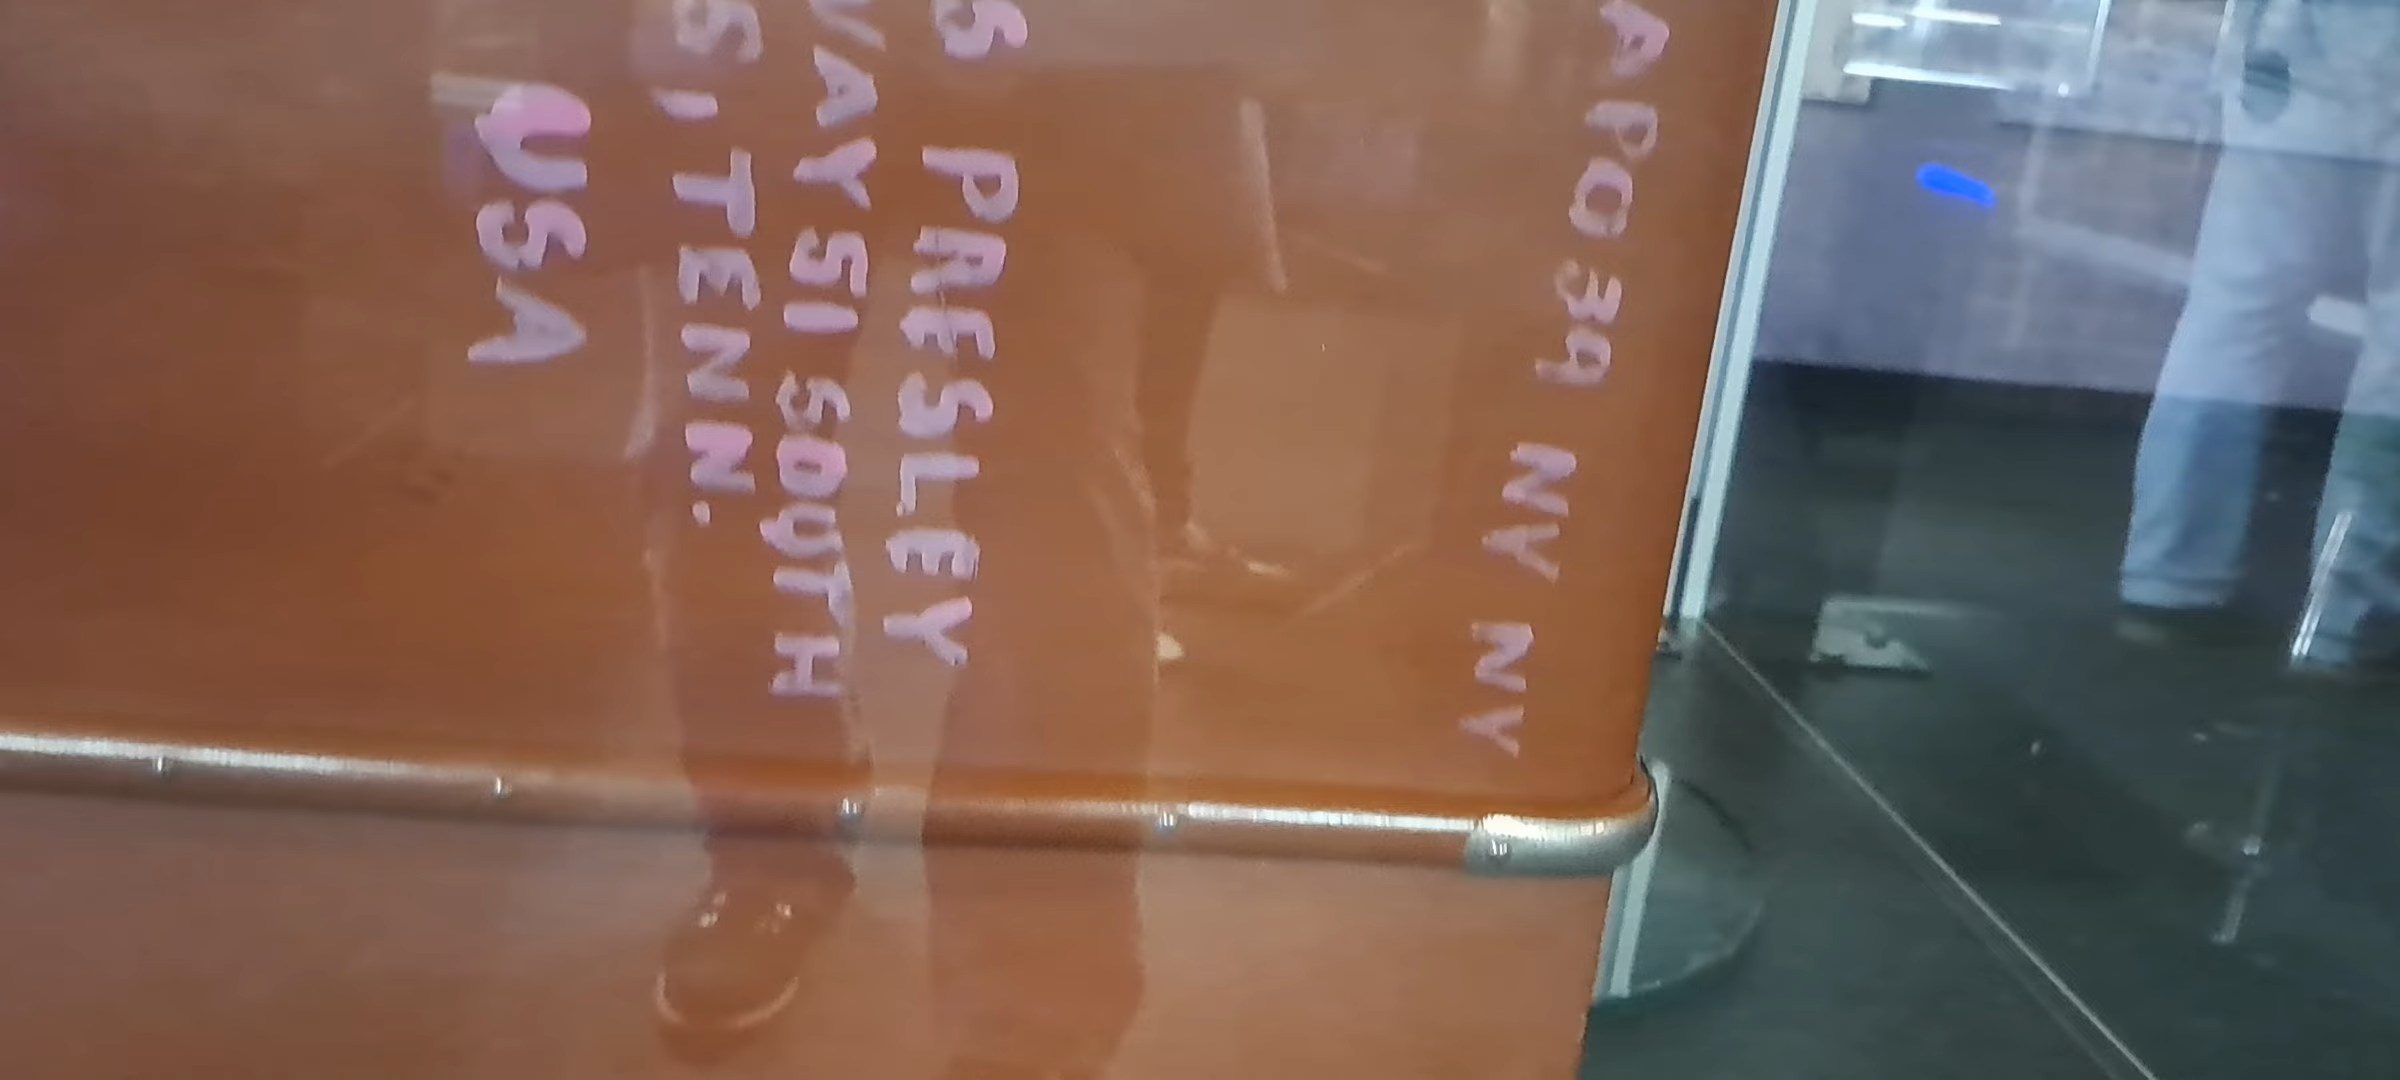 APO 39 NY NY
S PRESLEY
WAY 51 SOUTH
S, TENN.
USA